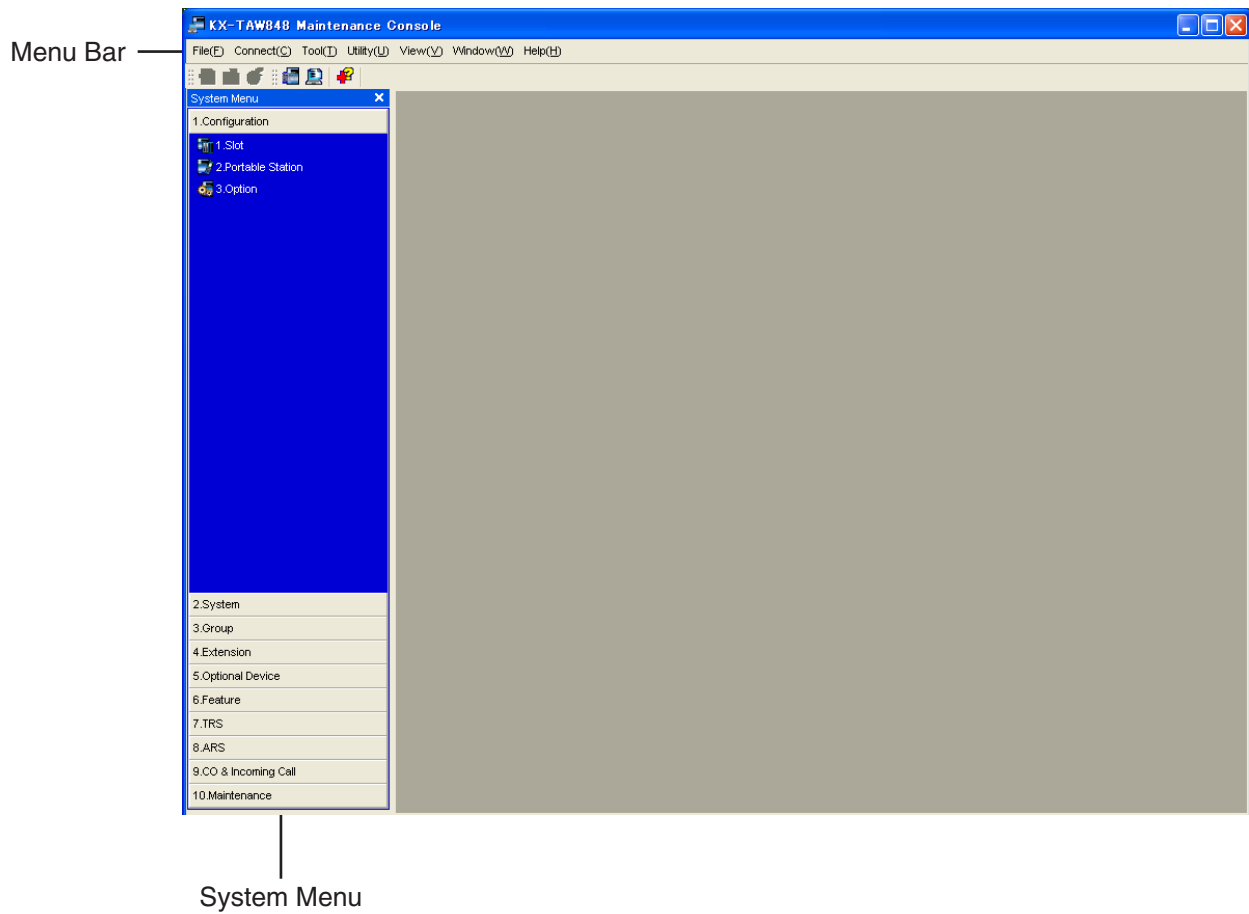 KX-TAW848 Maintenance Console
Menu Bar
File(F) Connect(C) Tool(T) Utility(U) View(V) Window(W) Help(H)
System Menu
1.Configuration
1.Slot
2.Portable Station
3.Option
2.System
3.Group
4.Extension
5.Optional Device
6.Feature
7.TRS
8.ARS
9.CO & Incoming Call
10.Maintenance
System Menu